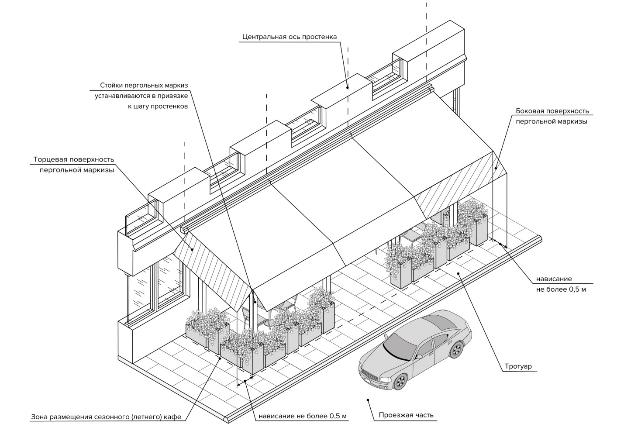 Центральная ось простенка
Стойки пергольных маркиз
устанавливаются в привязке
к шагу простенков
Боковая поверхность
пергольной маркизы
Торцевая поверхность
пергольной маркизы
нависание
не более 0,5 м
Тротуар
Зона размещения сезонного (летнего) кафе
нависание не более 0,5 м
Проезжая часть